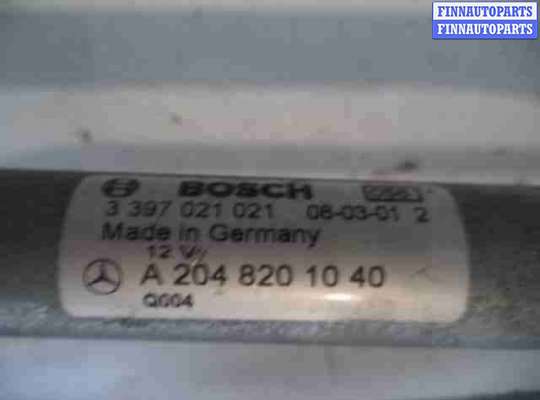 FINNAUTOPARTS
FINNAUTOPARTS
BOSCH
3 397 021 021 08-03-01 2
Made in Germany
12 V
A 204 820 10 40
Q004